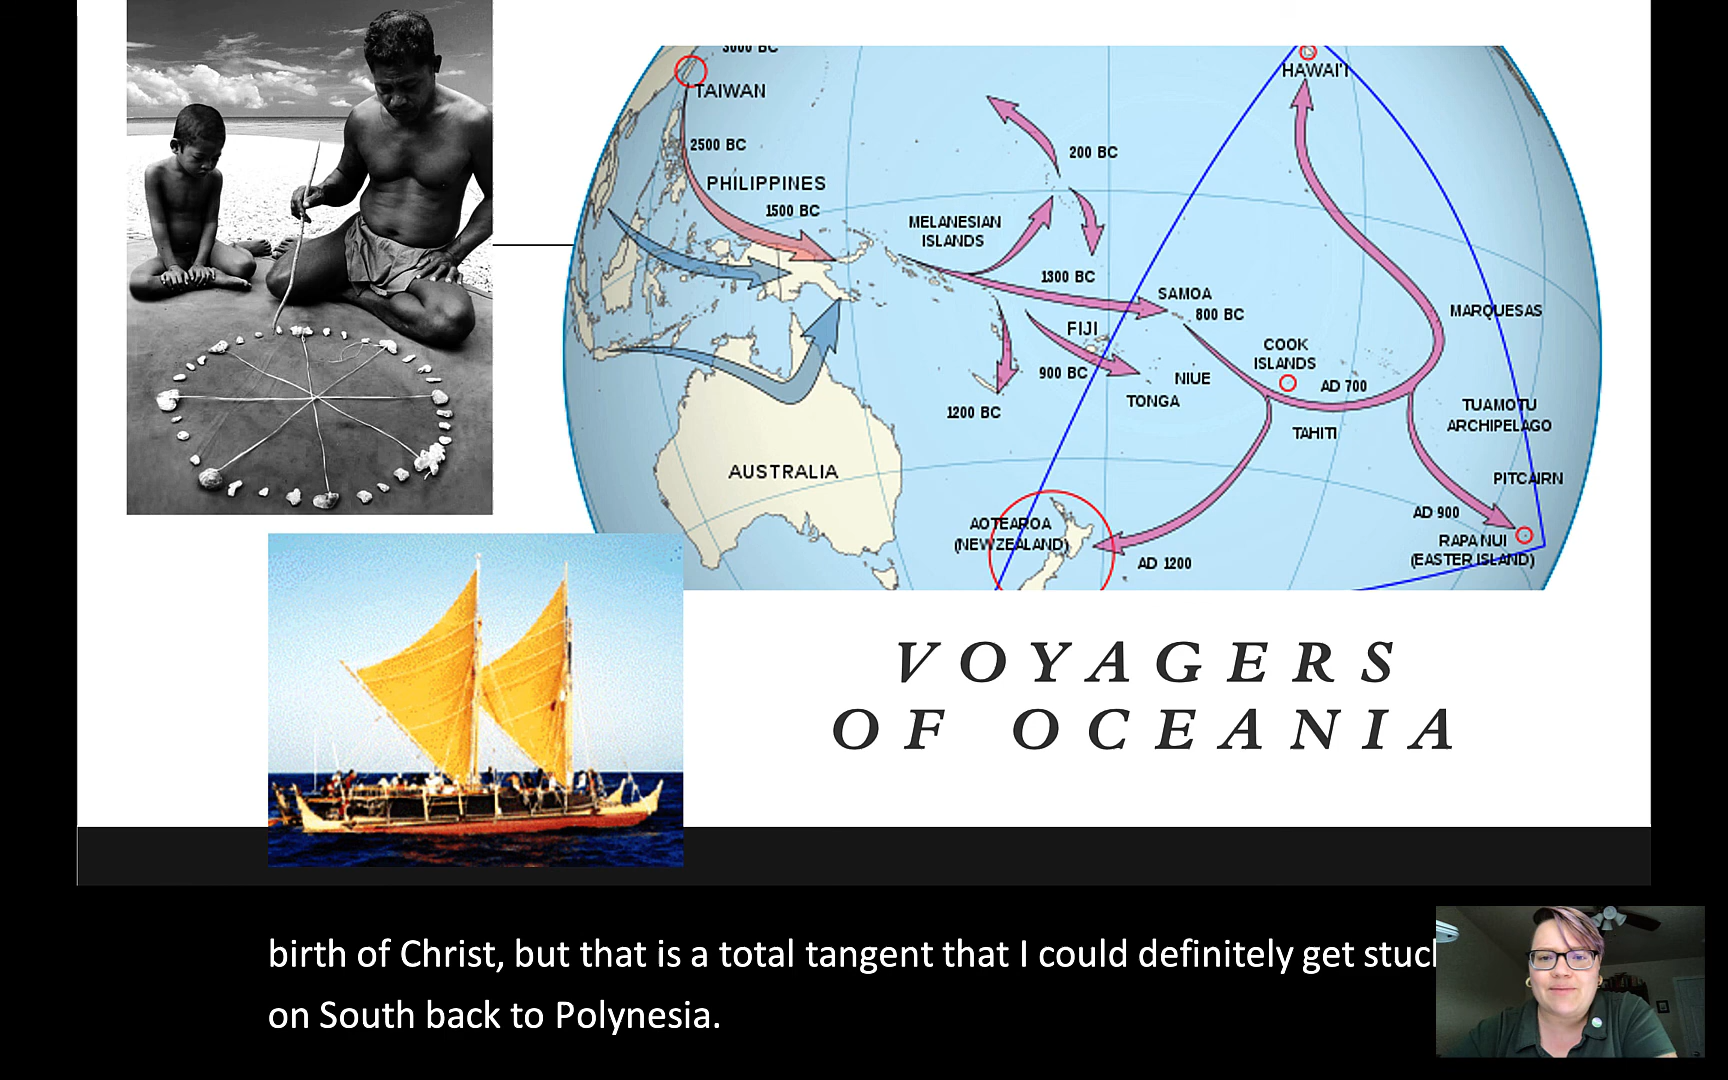 3000 BC
TAIWAN
2500 BC
PHILIPPINES
1500 BC
MELANESIAN
ISLANDS
200 BC
1300 BC
HAWAI'I
SAMOA
800 BC
FIJI
900 BC
1200 BC
NIUE
TONGA
COOK
ISLANDS
AD 700
TAHITI
MARQUESAS
TUAMOTU
ARCHIPELAGO
PITCAIRN
AD 900
RAPA NUI
(EASTER ISLAND)
AUSTRALIA
AOTEAROA
(NEW ZEALAND)
AD 1200
VOYAGERS
OF OCEANIA
birth of Christ, but that is a total tangent that I could definitely get stuc
on South back to Polynesia.